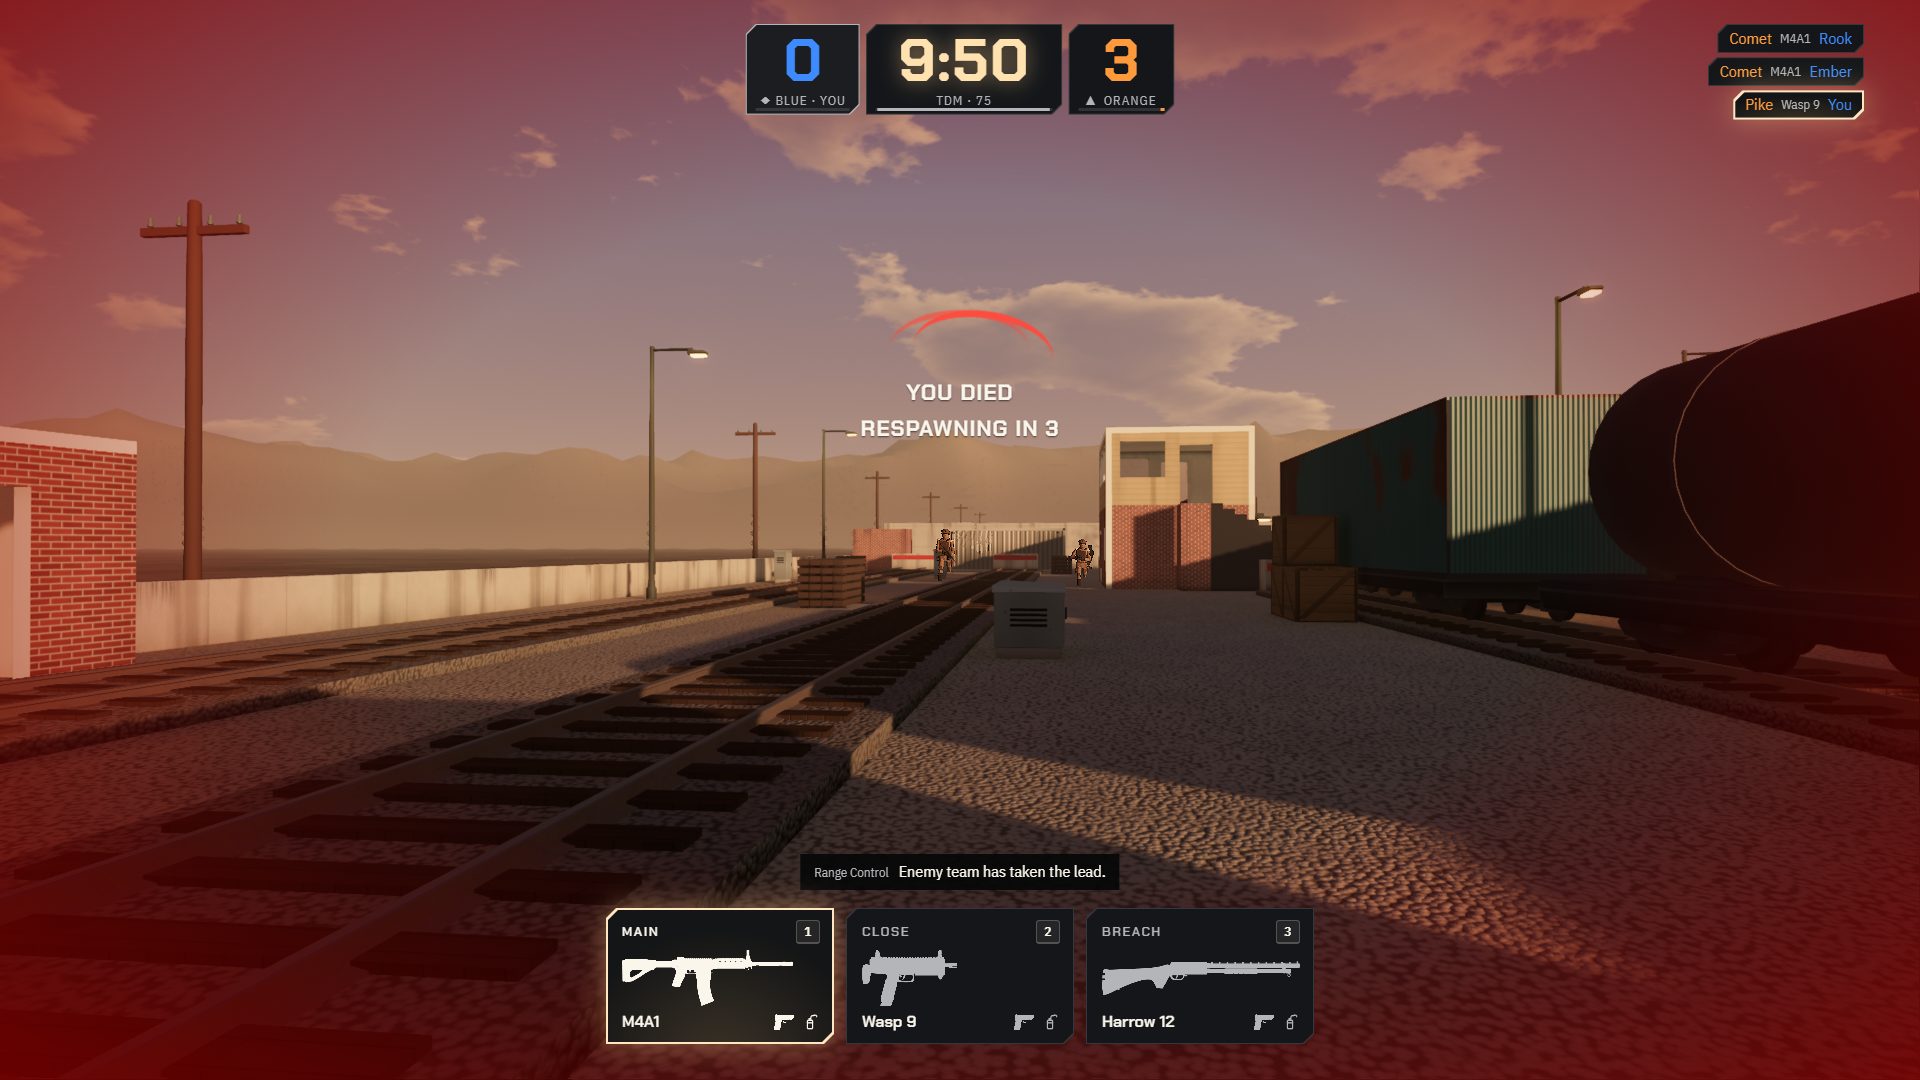 0
◆ BLUE · YOU
9:50
TDM · 75
3
▲ ORANGE
Comet M4A1 Rook
Comet M4A1 Ember
Pike Wasp 9 You
YOU DIED
RESPAWNING IN 3
Range Control Enemy team has taken the lead.
MAIN 1
M4A1
CLOSE 2
Wasp 9
BREACH 3
Harrow 12